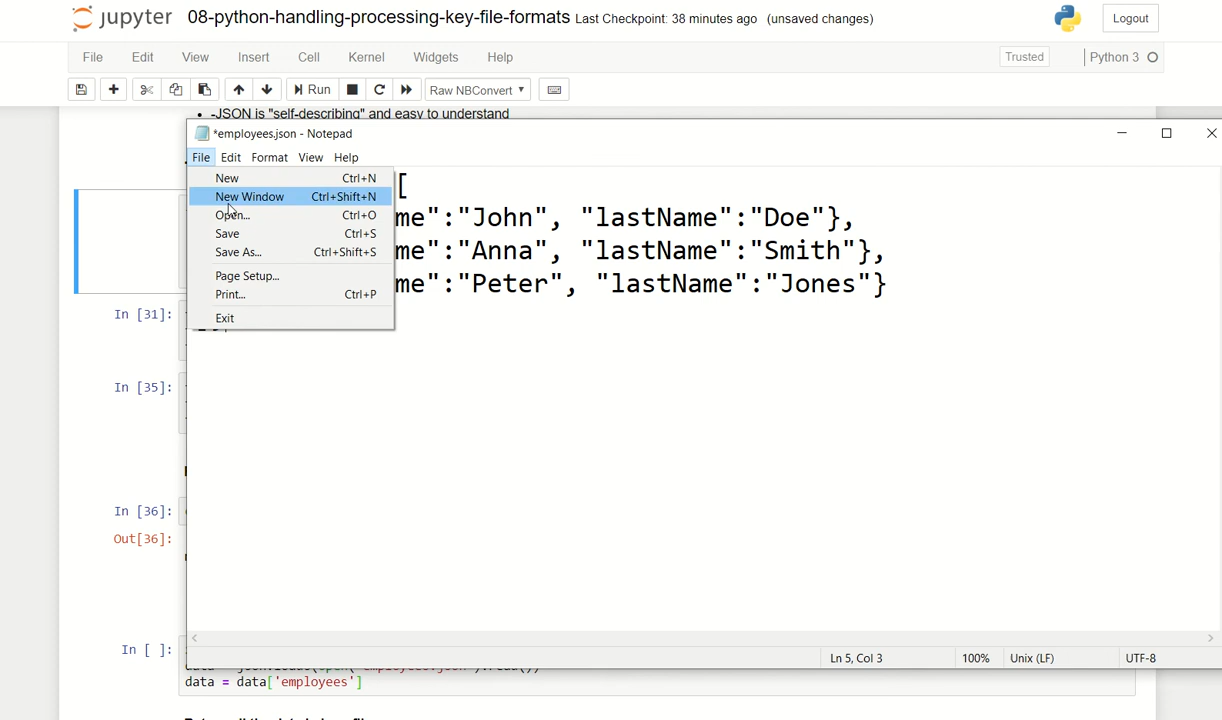 jupyter 08-python-handling-processing-key-file-formats Last Checkpoint: 38 minutes ago (unsaved changes)
Logout
File Edit View Insert Cell Kernel Widgets Help
Trusted
Python 3
Run
Raw NBConvert
-JSON is "self-describing" and easy to understand
*employees.json - Notepad
File Edit Format View Help
New Ctrl+N
New Window Ctrl+Shift+N
Open... Ctrl+O
Save Ctrl+S
Save As... Ctrl+Shift+S
Page Setup...
Print... Ctrl+P
Exit
[
me":"John", "lastName":"Doe"},
me":"Anna", "lastName":"Smith"},
me":"Peter", "lastName":"Jones"}
In [31]:
In [35]:
In [36]:
Out[36]:
In [ ]:
Ln 5, Col 3
100%
Unix (LF)
UTF-8
data = data['employees']